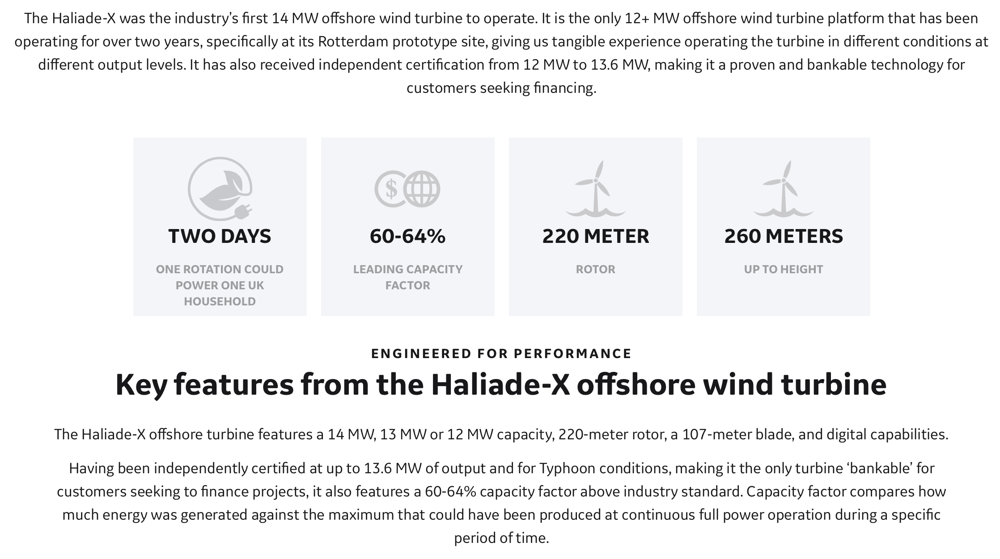 The Haliade-X was the industry’s first 14 MW offshore wind turbine to operate. It is the only 12+ MW offshore wind turbine platform that has been
operating for over two years, specifically at its Rotterdam prototype site, giving us tangible experience operating the turbine in different conditions at
different output levels. It has also received independent certification from 12 MW to 13.6 MW, making it a proven and bankable technology for
customers seeking financing.
$
TWO DAYS
ONE ROTATION COULD
POWER ONE UK
HOUSEHOLD
60-64%
LEADING CAPACITY
FACTOR
220 METER
ROTOR
260 METERS
UP TO HEIGHT
ENGINEERED FOR PERFORMANCE
Key features from the Haliade-X offshore wind turbine
The Haliade-X offshore turbine features a 14 MW, 13 MW or 12 MW capacity, 220-meter rotor, a 107-meter blade, and digital capabilities.
Having been independently certified at up to 13.6 MW of output and for Typhoon conditions, making it the only turbine ‘bankable’ for
customers seeking to finance projects, it also features a 60-64% capacity factor above industry standard. Capacity factor compares how
much energy was generated against the maximum that could have been produced at continuous full power operation during a specific
period of time.